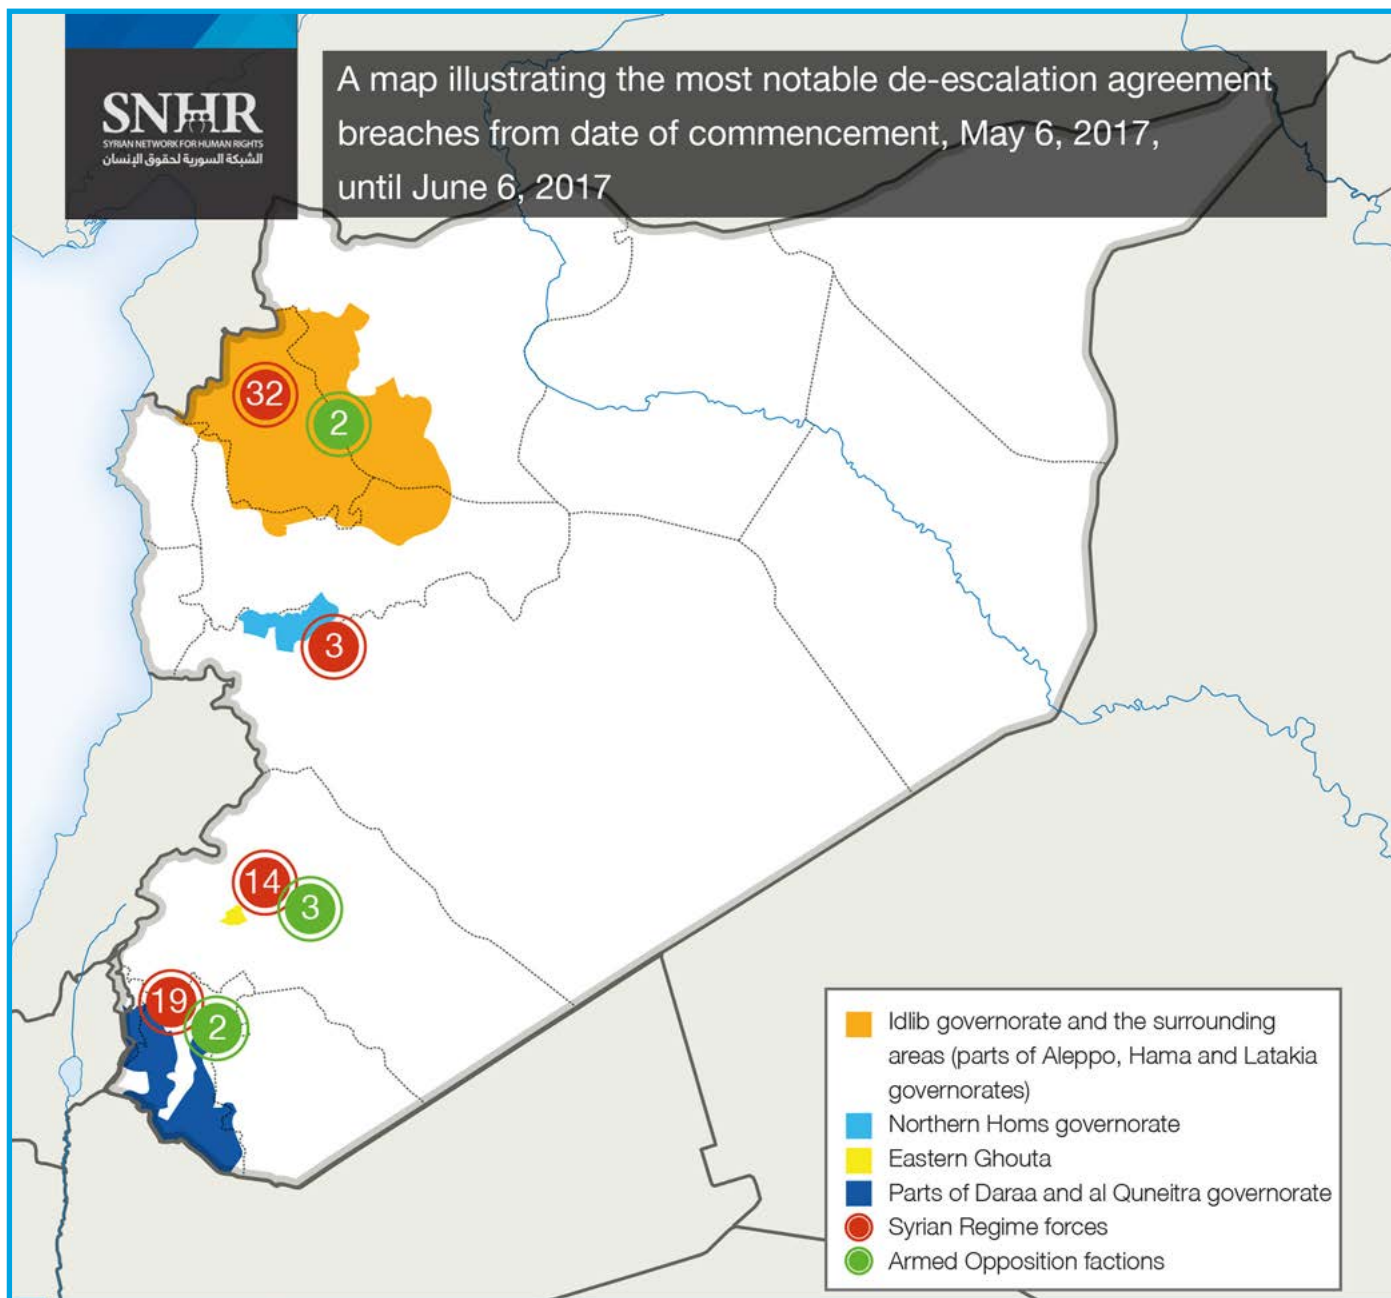 SNHR
SYRIAN NETWORK FOR HUMAN RIGHTS
الشبكة السورية لحقوق الإنسان
A map illustrating the most notable de-escalation agreement
breaches from date of commencement, May 6, 2017,
until June 6, 2017
32
2
3
14
3
19
2
Idlib governorate and the surrounding
areas (parts of Aleppo, Hama and Latakia
governorates)
Northern Homs governorate
Eastern Ghouta
Parts of Daraa and al Quneitra governorate
Syrian Regime forces
Armed Opposition factions